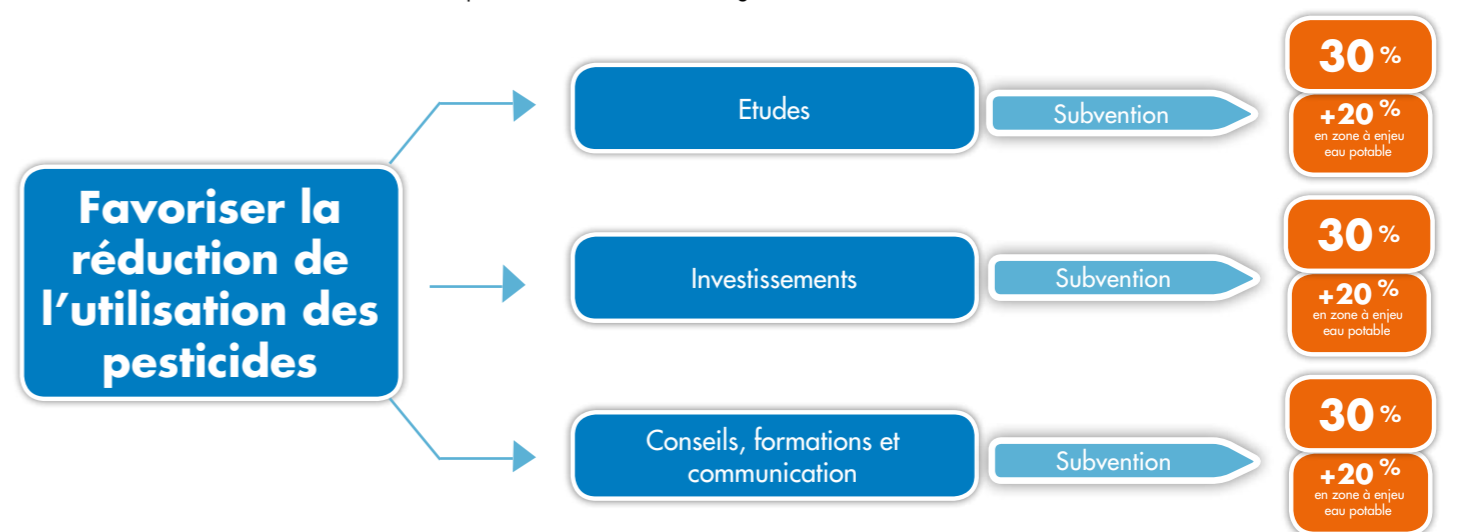 Favoriser la
réduction de
l'utilisation des
pesticides
Etudes
Subvention
30 %
+20 %
en zone à enjeu
eau potable
Investissements
Subvention
30 %
+20 %
en zone à enjeu
eau potable
Conseils, formations et
communication
Subvention
30 %
+20 %
en zone à enjeu
eau potable